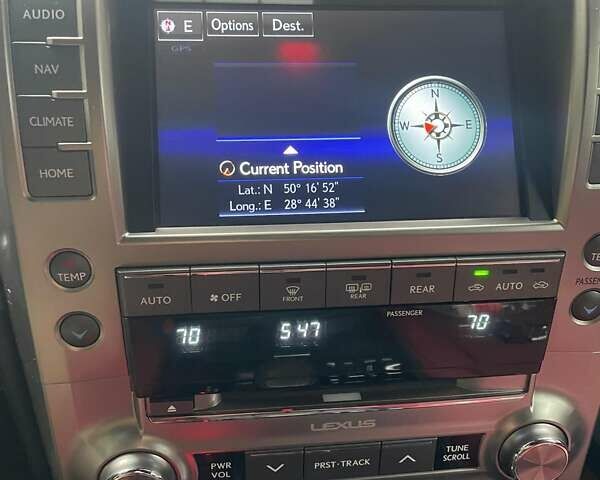 AUDIO
NAV
CLIMATE
HOME
E Options Dest.
GPS
N
W E
S
Current Position
Lat.: N 50° 16' 52"
Long.: E 28° 44' 38"
TEMP
AUTO OFF FRONT REAR REAR AUTO
PASSENGER
70 5:47 70
LEXUS
PWR VOL
PRST-TRACK
TUNE SCROLL